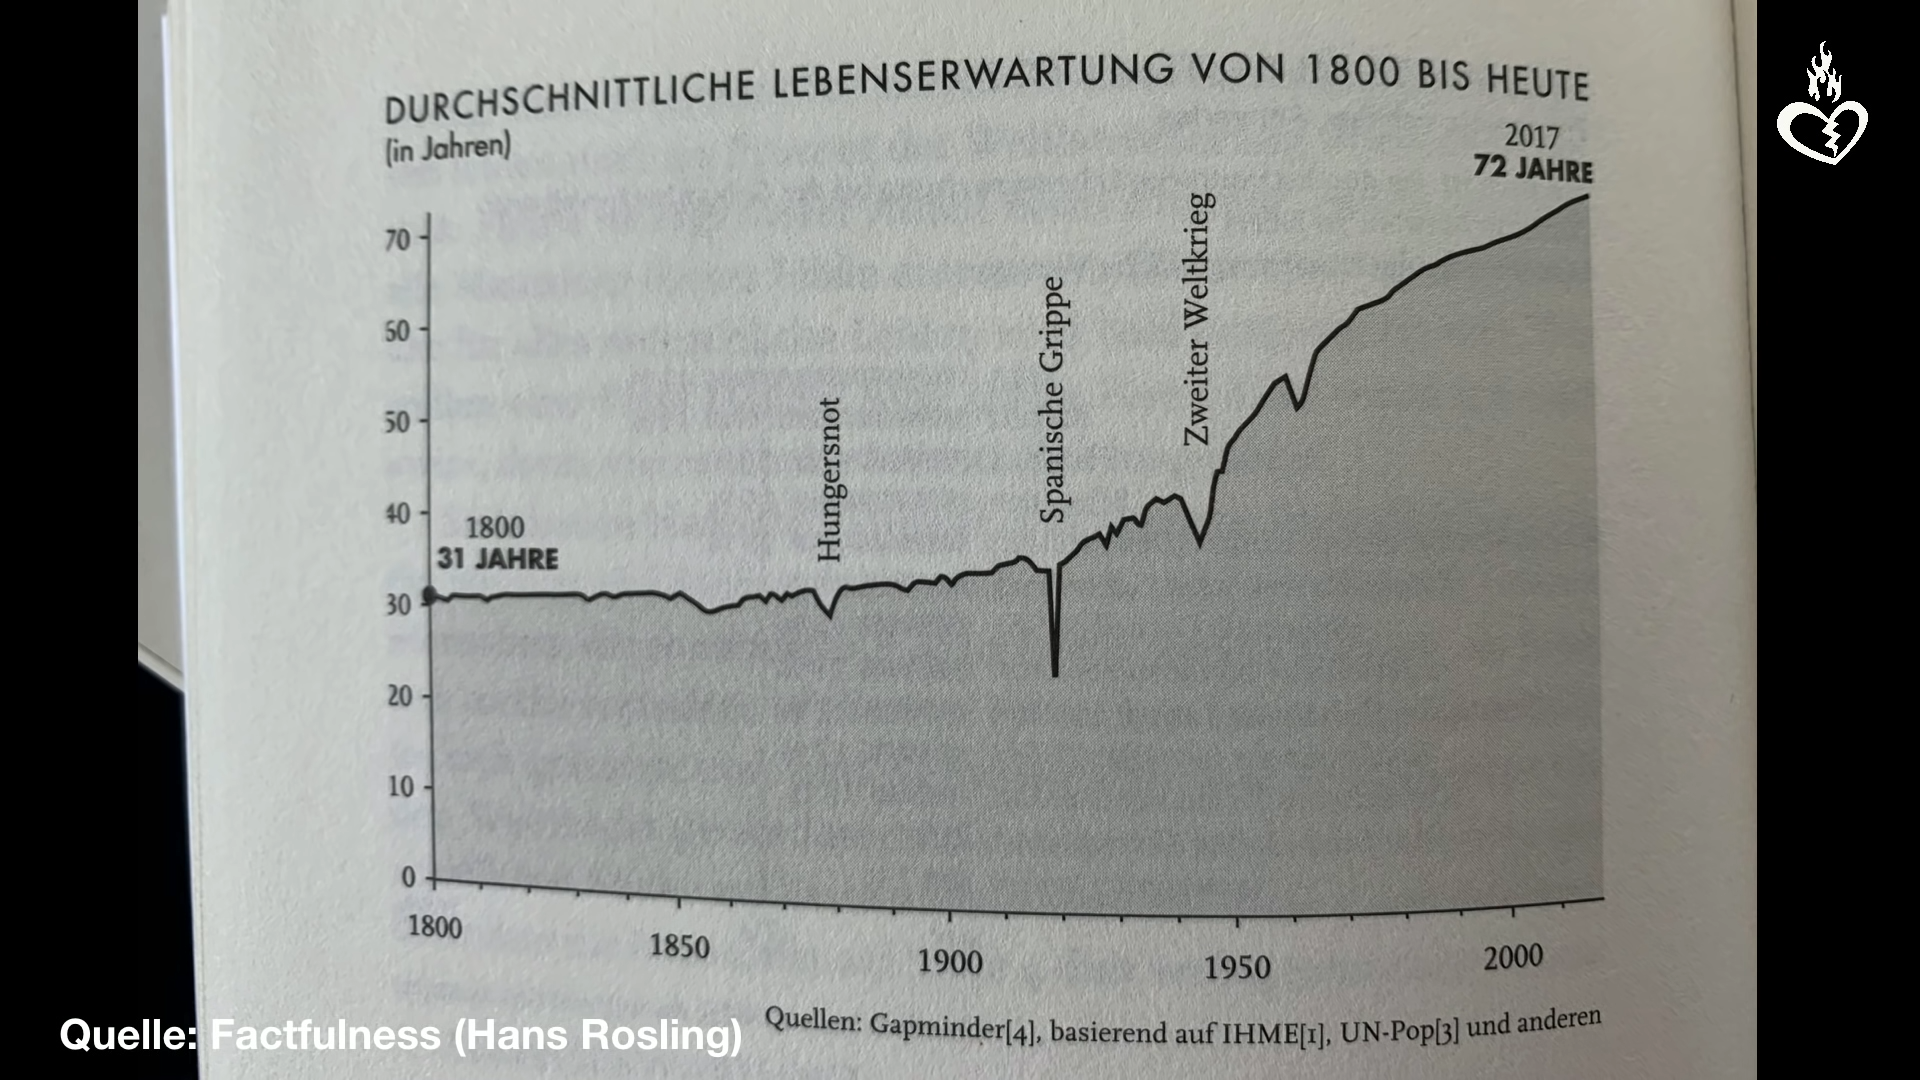 DURCHSCHNITTLICHE LEBENSERWARTUNG VON 1800 BIS HEUTE
(in Jahren)
2017
72 JAHRE
70
60
50
40
30
20
10
0
1800
31 JAHRE
Hungersnot
Spanische Grippe
Zweiter Weltkrieg
1800
1850
1900
1950
2000
Quellen: Gapminder[4], basierend auf IHME[1], UN-Pop[3] und anderen
Quelle: Factfulness (Hans Rosling)